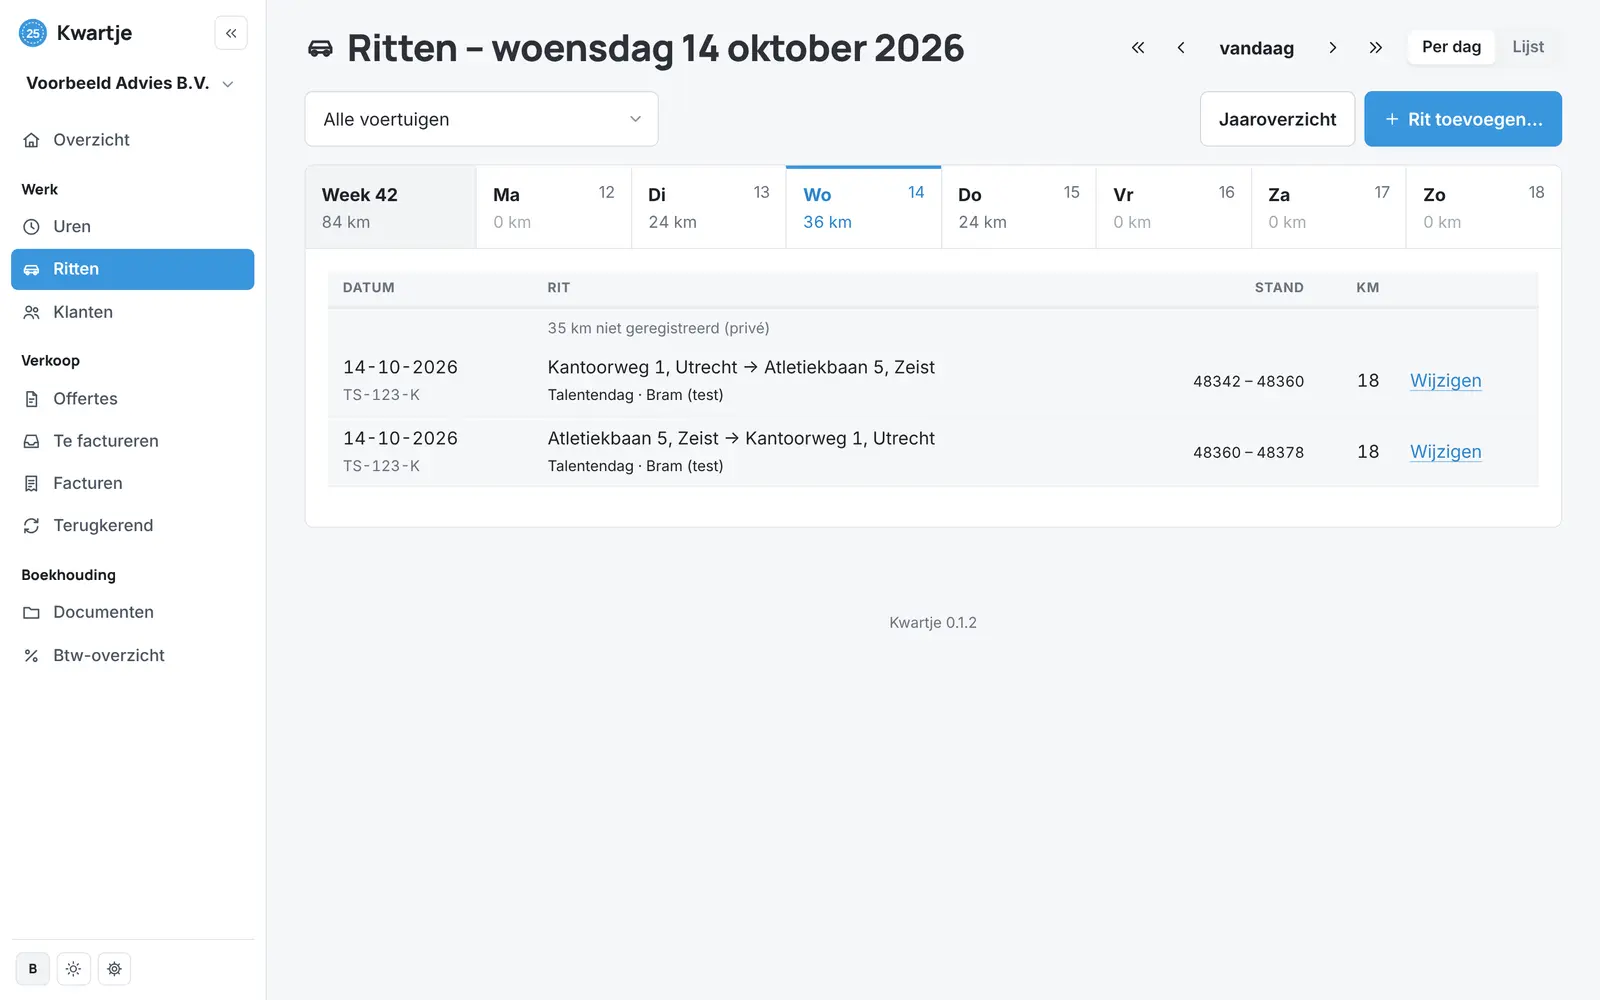 25 Kwartje
Voorbeeld Advies B.V.
Overzicht
Werk
Uren
Ritten
Klanten
Verkoop
Offertes
Te factureren
Facturen
Terugkerend
Boekhouding
Documenten
Btw-overzicht
B
Ritten – woensdag 14 oktober 2026
vandaag
Per dag
Lijst
Alle voertuigen
Jaaroverzicht
+ Rit toevoegen...
Week 42
84 km
Ma 12
0 km
Di 13
24 km
Wo 14
36 km
Do 15
24 km
Vr 16
0 km
Za 17
0 km
Zo 18
0 km
DATUM RIT STAND KM
35 km niet geregistreerd (privé)
14-10-2026 Kantoorweg 1, Utrecht → Atletiekbaan 5, Zeist 48342 – 48360 18 Wijzigen
TS-123-K Talentendag · Bram (test)
14-10-2026 Atletiekbaan 5, Zeist → Kantoorweg 1, Utrecht 48360 – 48378 18 Wijzigen
TS-123-K Talentendag · Bram (test)
Kwartje 0.1.2